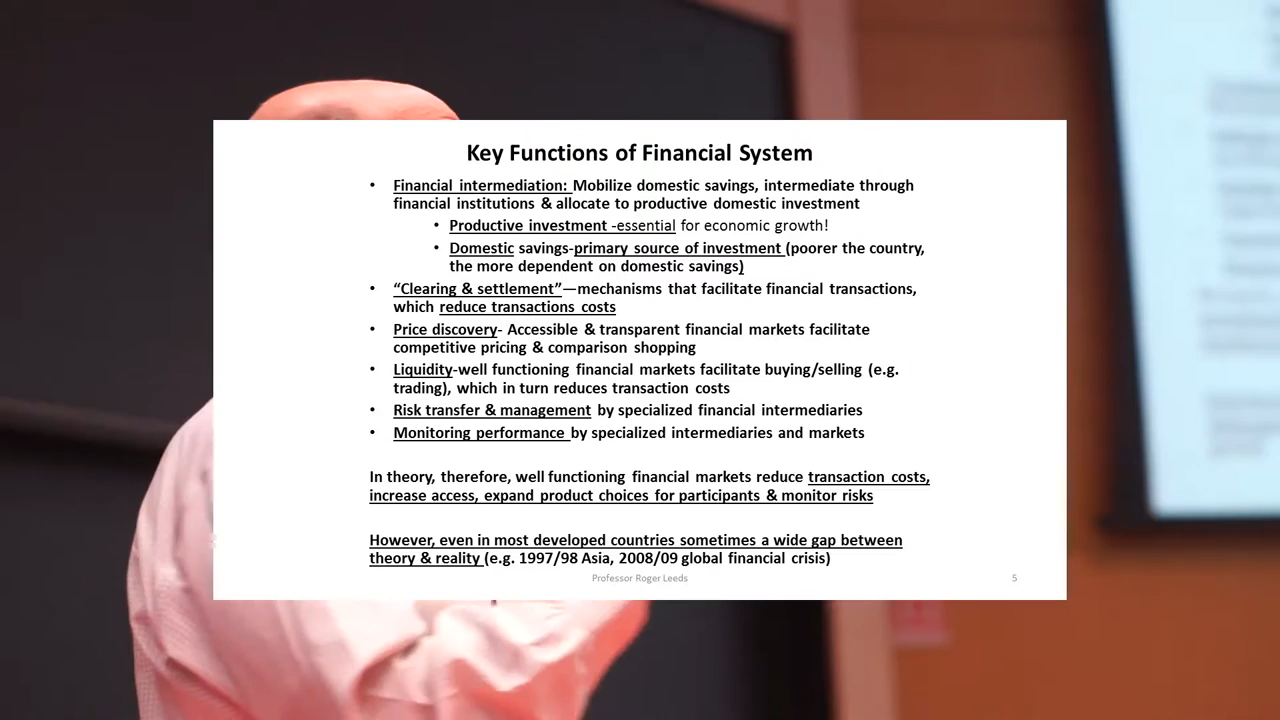 Key Functions of Financial System
• Financial intermediation: Mobilize domestic savings, intermediate through
financial institutions & allocate to productive domestic investment
• Productive investment -essential for economic growth!
• Domestic savings-primary source of investment (poorer the country,
the more dependent on domestic savings)
• “Clearing & settlement”—mechanisms that facilitate financial transactions,
which reduce transactions costs
• Price discovery- Accessible & transparent financial markets facilitate
competitive pricing & comparison shopping
• Liquidity-well functioning financial markets facilitate buying/selling (e.g.
trading), which in turn reduces transaction costs
• Risk transfer & management by specialized financial intermediaries
• Monitoring performance by specialized intermediaries and markets
In theory, therefore, well functioning financial markets reduce transaction costs,
increase access, expand product choices for participants & monitor risks
However, even in most developed countries sometimes a wide gap between
theory & reality (e.g. 1997/98 Asia, 2008/09 global financial crisis)
Professor Roger Leeds
5